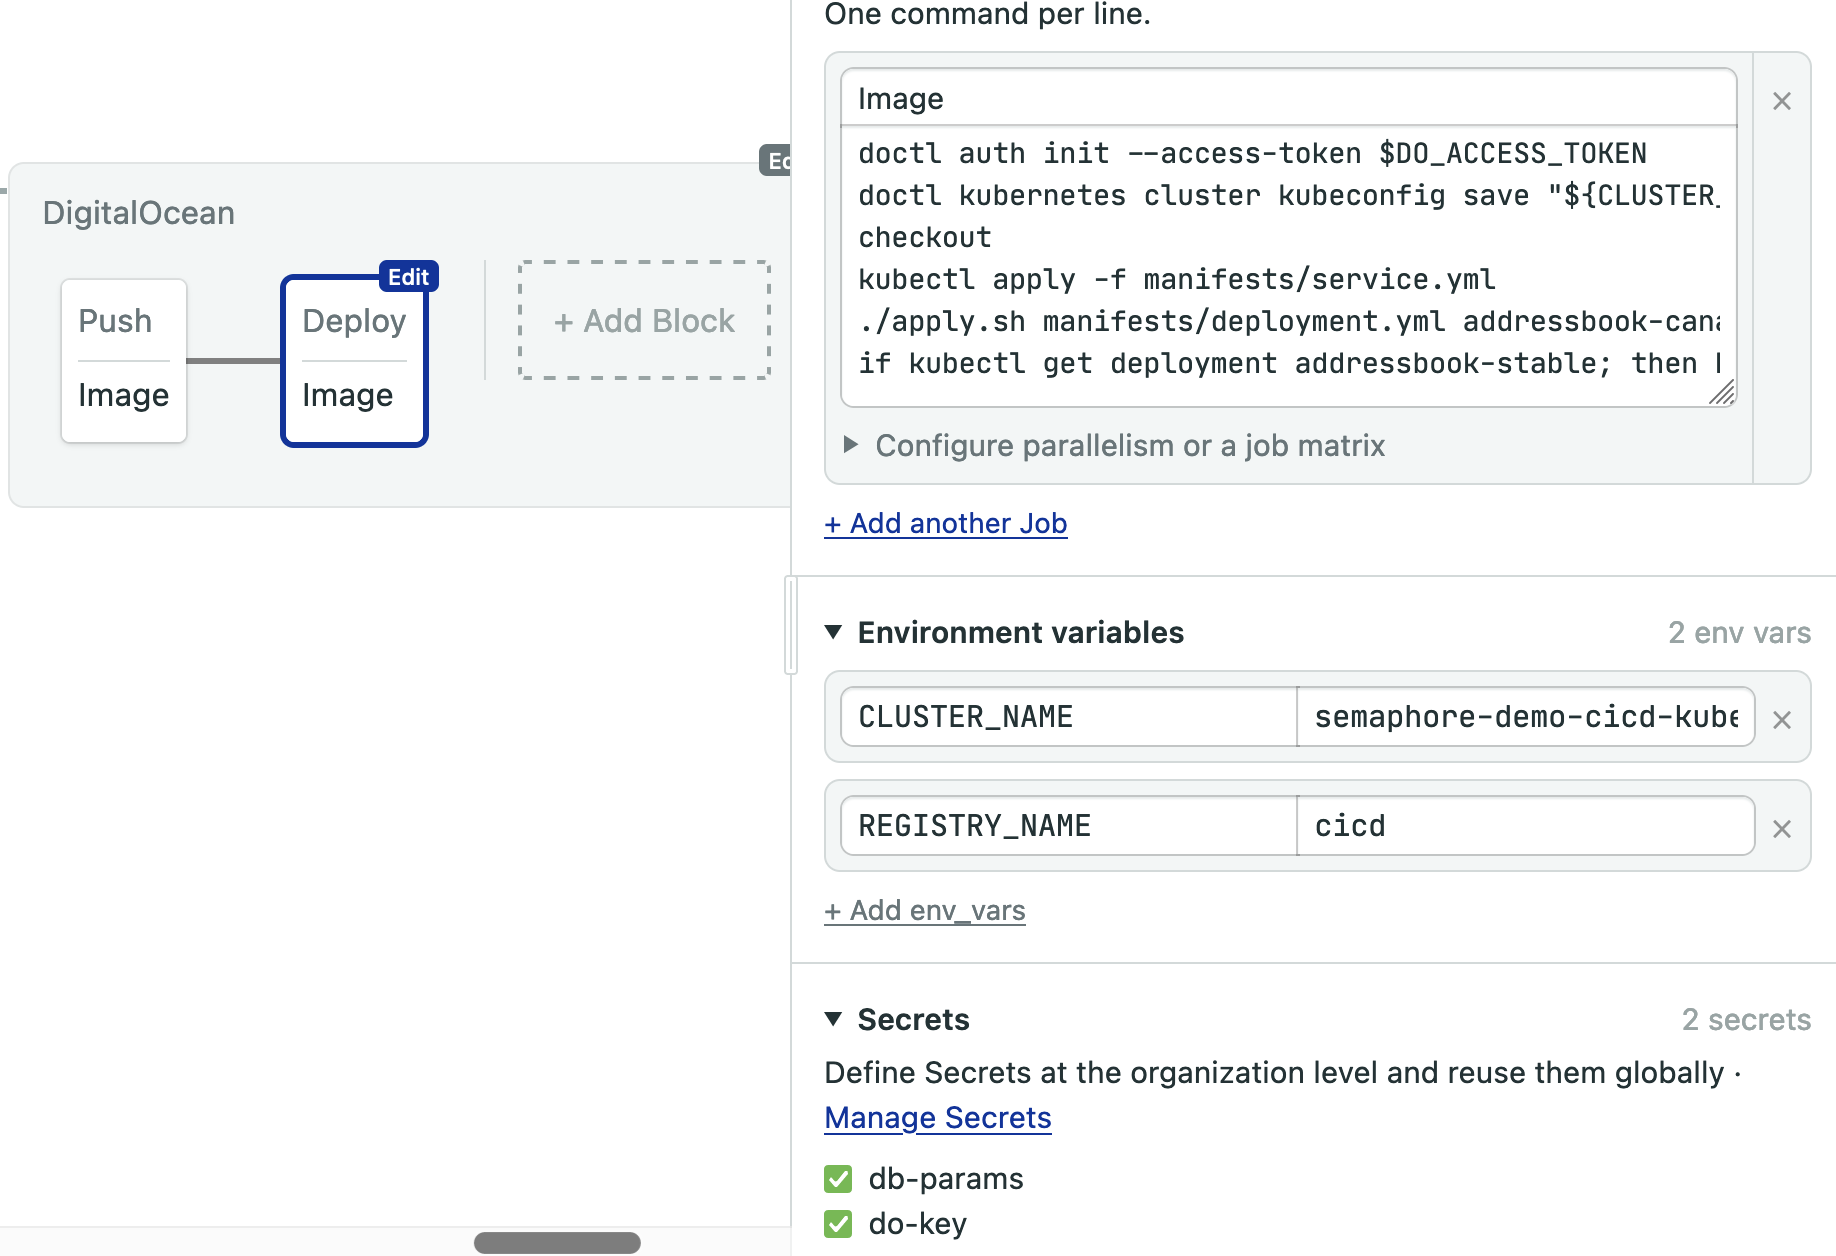 One command per line.
Image
doctl auth init --access-token $DO_ACCESS_TOKEN
doctl kubernetes cluster kubeconfig save "${CLUSTER_
checkout
kubectl apply -f manifests/service.yml
./apply.sh manifests/deployment.yml addressbook-cana
if kubectl get deployment addressbook-stable; then
Configure parallelism or a job matrix
+ Add another Job
DigitalOcean
Edit
Push
Image
Deploy
Image
+ Add Block
Environment variables
2 env vars
CLUSTER_NAME
semaphore-demo-cicd-kube
REGISTRY_NAME
cicd
+ Add env_vars
Secrets
2 secrets
Define Secrets at the organization level and reuse them globally ·
Manage Secrets
db-params
do-key